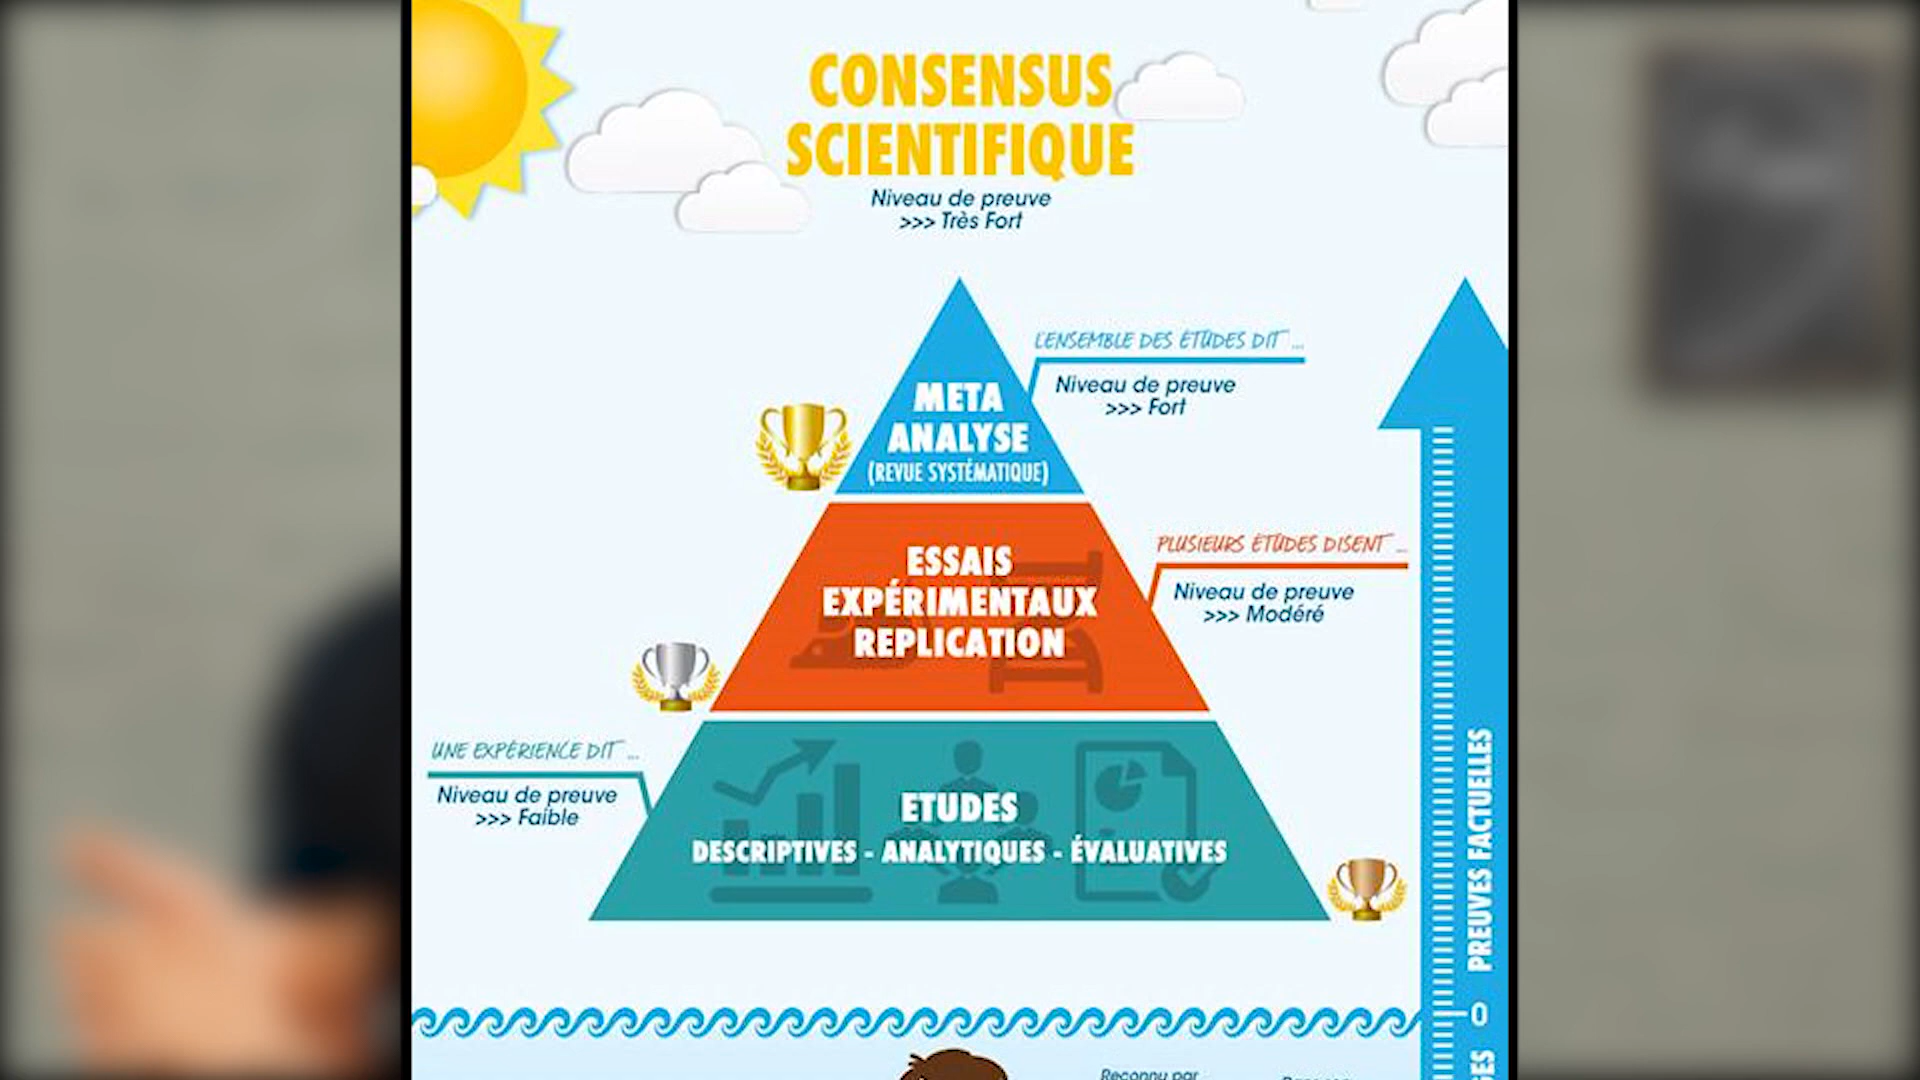 CONSENSUS
SCIENTIFIQUE
Niveau de preuve
>>> Très Fort
L'ENSEMBLE DES ÉTUDES DIT ...
Niveau de preuve
>>> Fort
META
ANALYSE
(REVUE SYSTÉMATIQUE)
PLUSIEURS ÉTUDES DISENT ...
Niveau de preuve
>>> Modéré
ESSAIS
EXPÉRIMENTAUX
REPLICATION
UNE EXPÉRIENCE DIT ...
Niveau de preuve
>>> Faible
ETUDES
DESCRIPTIVES - ANALYTIQUES - ÉVALUATIVES
PREUVES FACTUELLES
0
Reconnu par